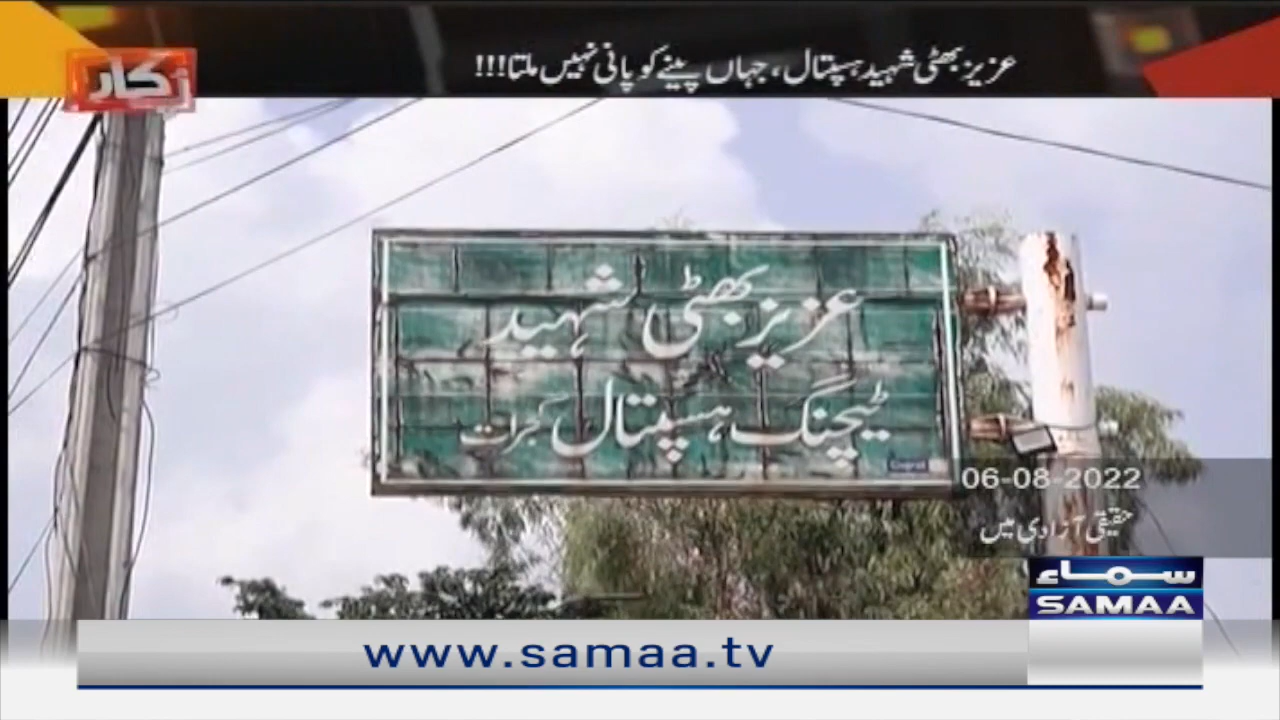 عزیز بھٹی شہید ہسپتال، جہاں پینے کو پانی نہیں ملتا!!!
عزیز بھٹی شہید
ٹیچنگ ہسپتال گجرات
06-08-2022
حقیقی آزادی میں
سماء
SAMAA
www.samaa.tv